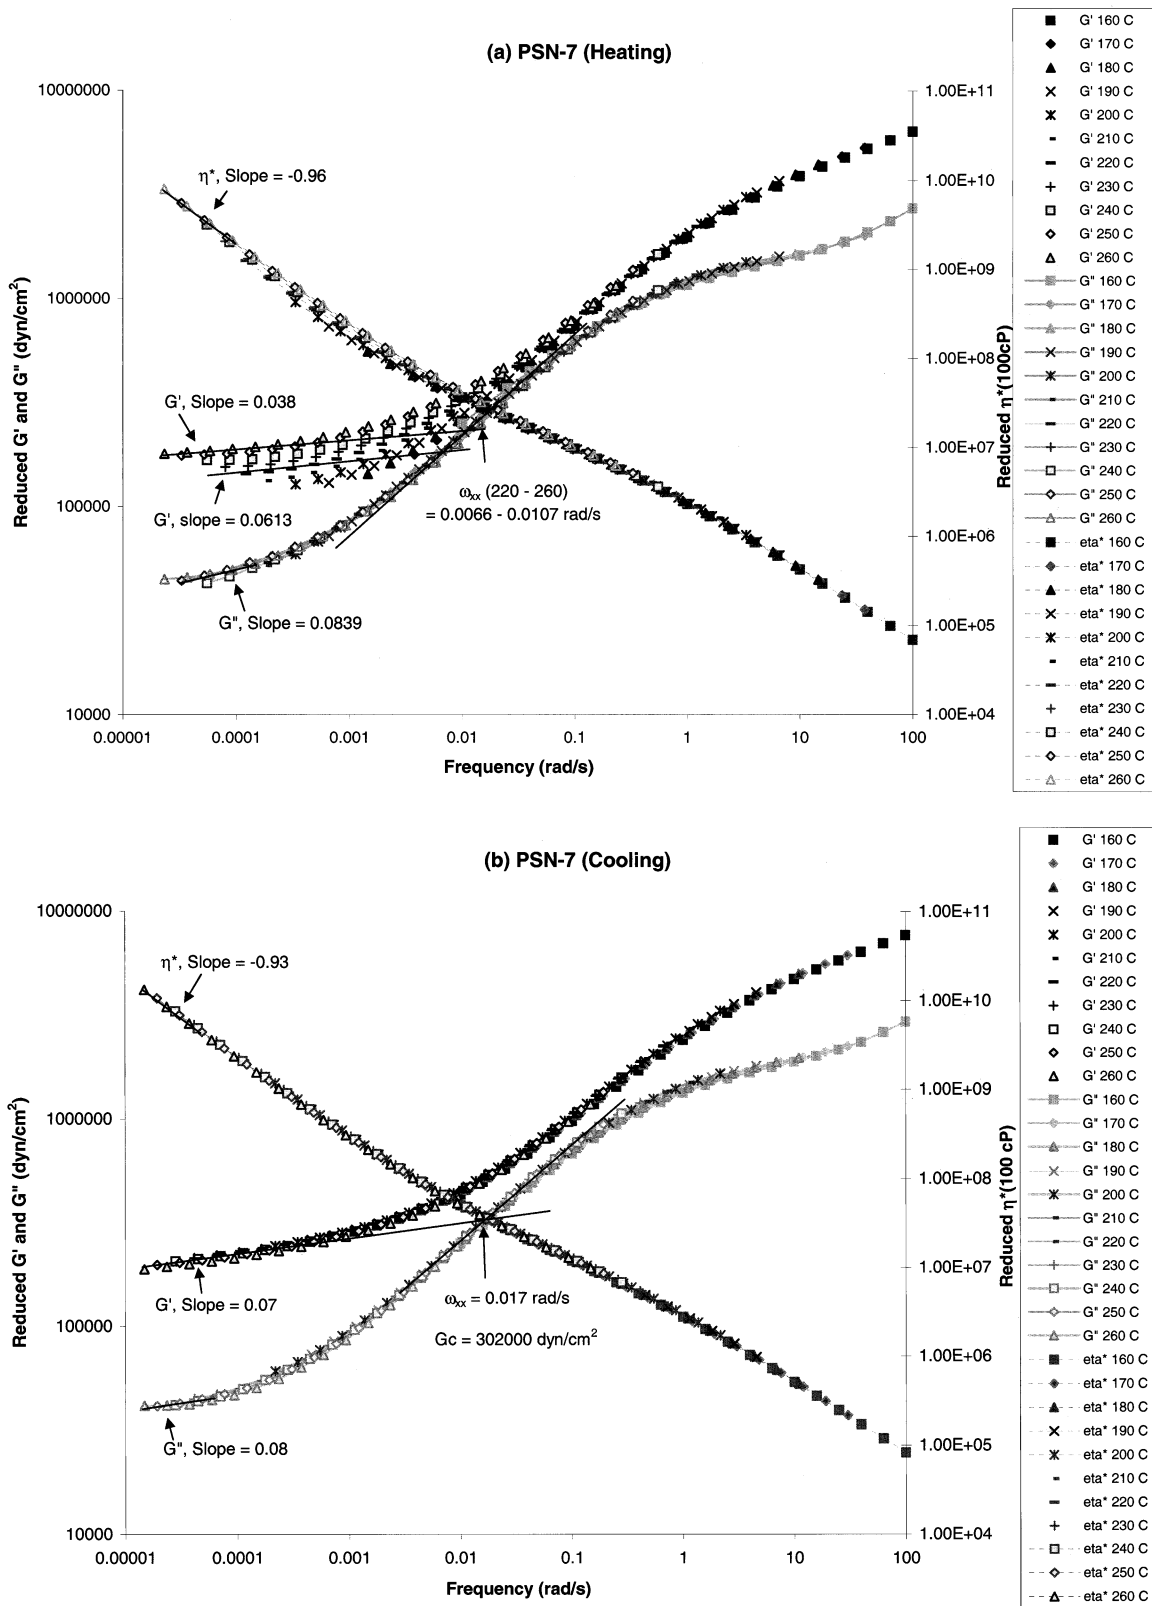 (a) PSN-7 (Heating)
10000000
1000000
100000
10000
Reduced G' and G" (dyn/cm²)
0.00001
0.0001
0.001
0.01
0.1
1
10
100
Frequency (rad/s)
1.00E+11
1.00E+10
1.00E+09
1.00E+08
1.00E+07
1.00E+06
1.00E+05
1.00E+04
Reduced η*(100cP)
η*, Slope = -0.96
G', Slope = 0.038
G', slope = 0.0613
G", Slope = 0.0839
ωxx (220 - 260)
= 0.0066 - 0.0107 rad/s
G' 160 C
G' 170 C
G' 180 C
G' 190 C
G' 200 C
G' 210 C
G' 220 C
G' 230 C
G' 240 C
G' 250 C
G' 260 C
G" 160 C
G" 170 C
G" 180 C
G" 190 C
G" 200 C
G" 210 C
G" 220 C
G" 230 C
G" 240 C
G" 250 C
G" 260 C
eta* 160 C
eta* 170 C
eta* 180 C
eta* 190 C
eta* 200 C
eta* 210 C
eta* 220 C
eta* 230 C
eta* 240 C
eta* 250 C
eta* 260 C
(b) PSN-7 (Cooling)
10000000
1000000
100000
10000
Reduced G' and G" (dyn/cm²)
0.00001
0.0001
0.001
0.01
0.1
1
10
100
Frequency (rad/s)
1.00E+11
1.00E+10
1.00E+09
1.00E+08
1.00E+07
1.00E+06
1.00E+05
1.00E+04
Reduced η*(100 cP)
η*, Slope = -0.93
G', Slope = 0.07
G", Slope = 0.08
ωxx = 0.017 rad/s
Gc = 302000 dyn/cm²
G' 160 C
G' 170 C
G' 180 C
G' 190 C
G' 200 C
G' 210 C
G' 220 C
G' 230 C
G' 240 C
G' 250 C
G' 260 C
G" 160 C
G" 170 C
G" 180 C
G" 190 C
G" 200 C
G" 210 C
G" 220 C
G" 230 C
G" 240 C
G" 250 C
G" 260 C
eta* 160 C
eta* 170 C
eta* 180 C
eta* 190 C
eta* 200 C
eta* 210 C
eta* 220 C
eta* 230 C
eta* 240 C
eta* 250 C
eta* 260 C